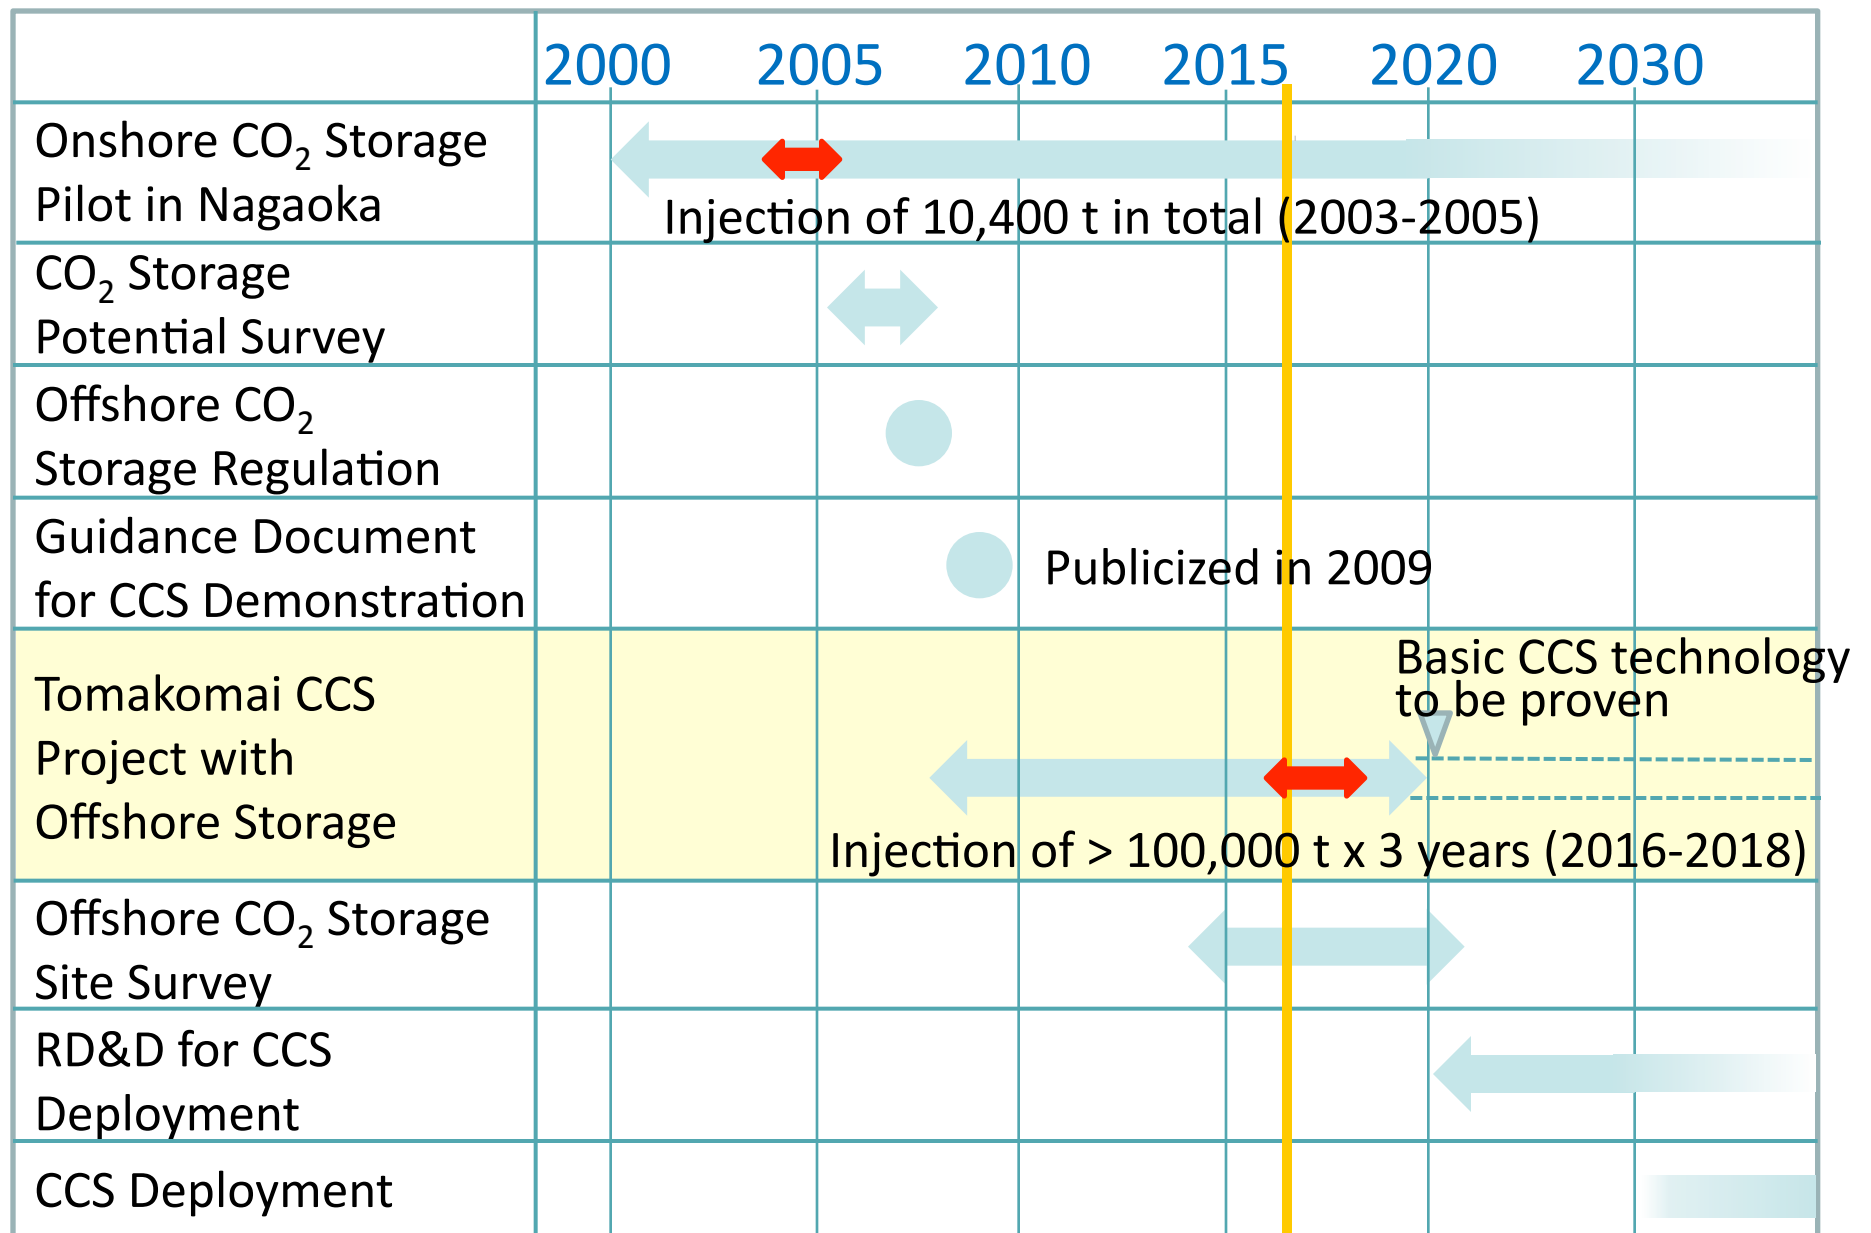 2000 2005 2010 2015 2020 2030
Onshore CO₂ Storage
Pilot in Nagaoka
Injection of 10,400 t in total (2003-2005)
CO₂ Storage
Potential Survey
Offshore CO₂
Storage Regulation
Guidance Document
for CCS Demonstration
Publicized in 2009
Tomakomai CCS
Project with
Offshore Storage
Basic CCS technology
to be proven
Injection of > 100,000 t x 3 years (2016-2018)
Offshore CO₂ Storage
Site Survey
RD&D for CCS
Deployment
CCS Deployment